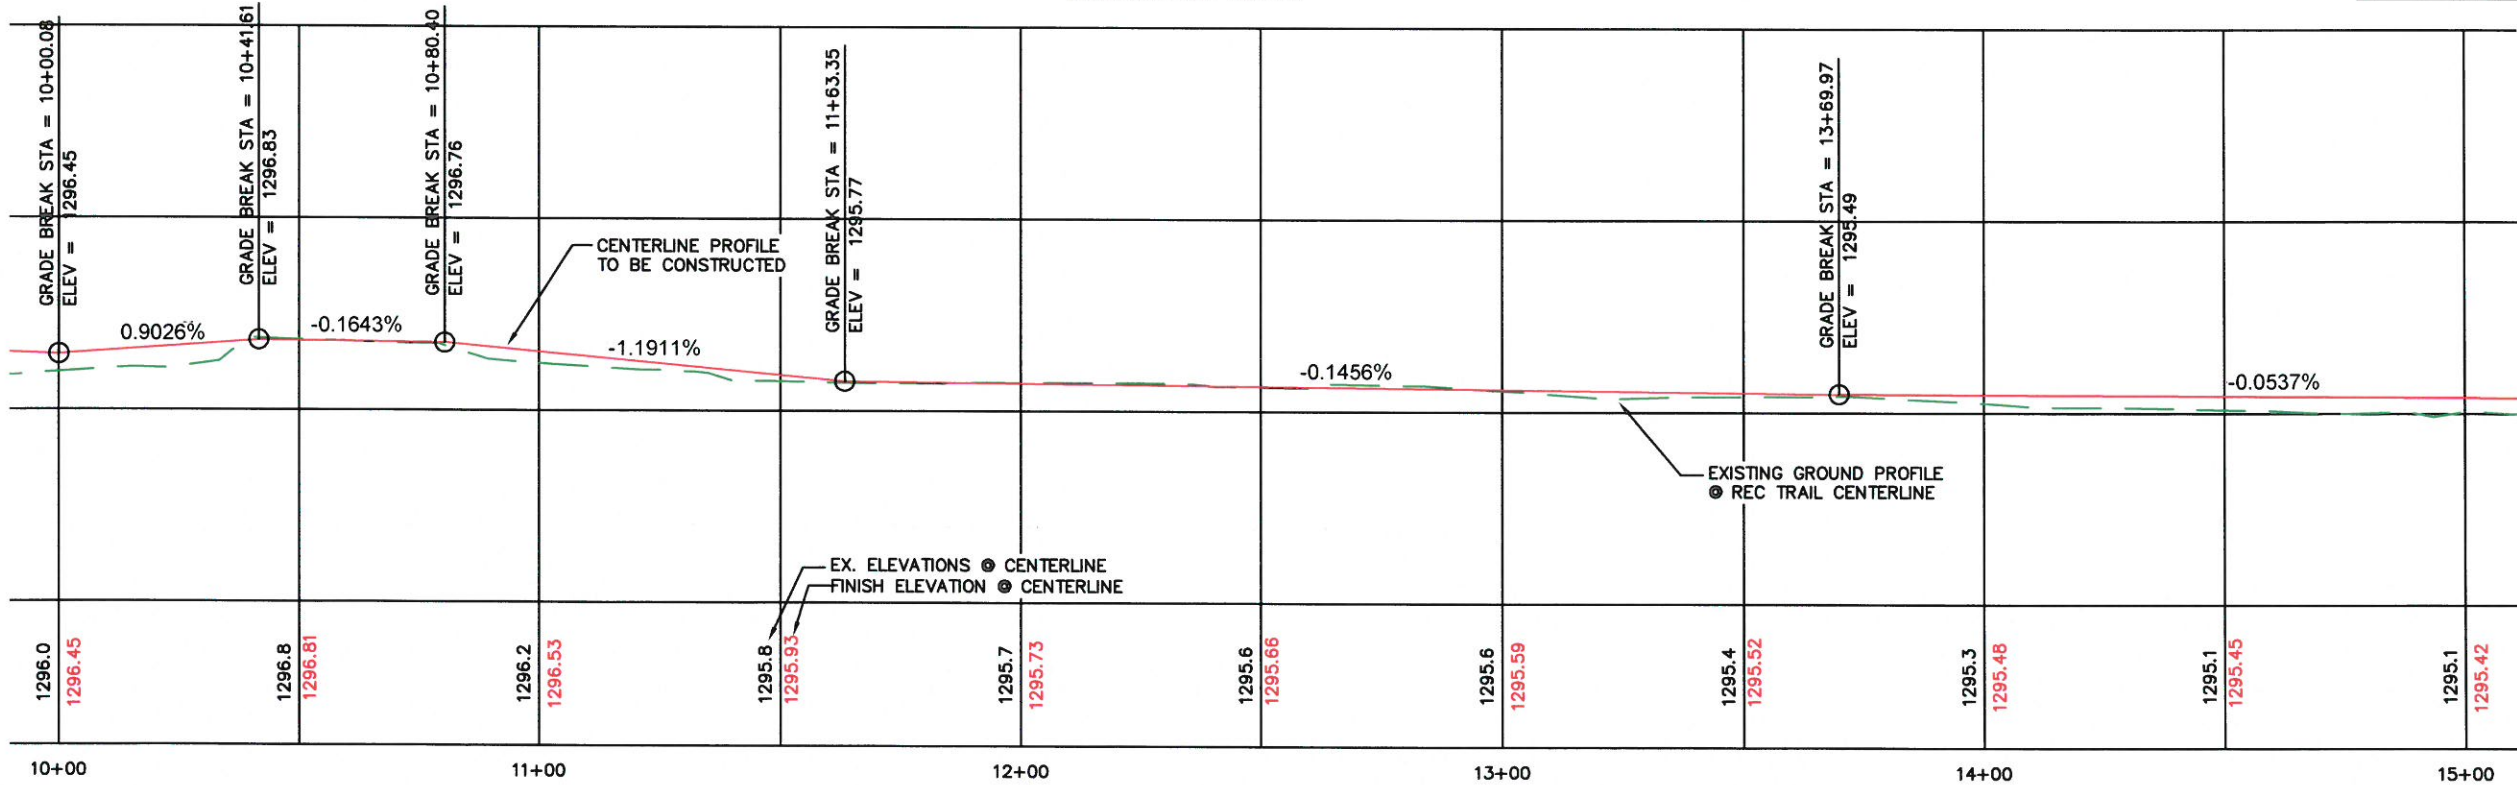 GRADE BREAK STA = 10+00.08
ELEV = 1296.45
GRADE BREAK STA = 10+41.61
ELEV = 1296.83
GRADE BREAK STA = 10+80.40
ELEV = 1296.76
GRADE BREAK STA = 11+63.35
ELEV = 1295.77
GRADE BREAK STA = 13+69.97
ELEV = 1295.49
CENTERLINE PROFILE
TO BE CONSTRUCTED
0.9026%
-0.1643%
-1.1911%
-0.1456%
-0.0537%
EXISTING GROUND PROFILE
@ REC TRAIL CENTERLINE
EX. ELEVATIONS @ CENTERLINE
FINISH ELEVATION @ CENTERLINE
1296.0
1296.45
1296.8
1296.81
1296.2
1296.53
1295.8
1295.93
1295.7
1295.73
1295.6
1295.66
1295.6
1295.59
1295.4
1295.52
1295.3
1295.48
1295.1
1295.45
1295.1
1295.42
10+00
11+00
12+00
13+00
14+00
15+00